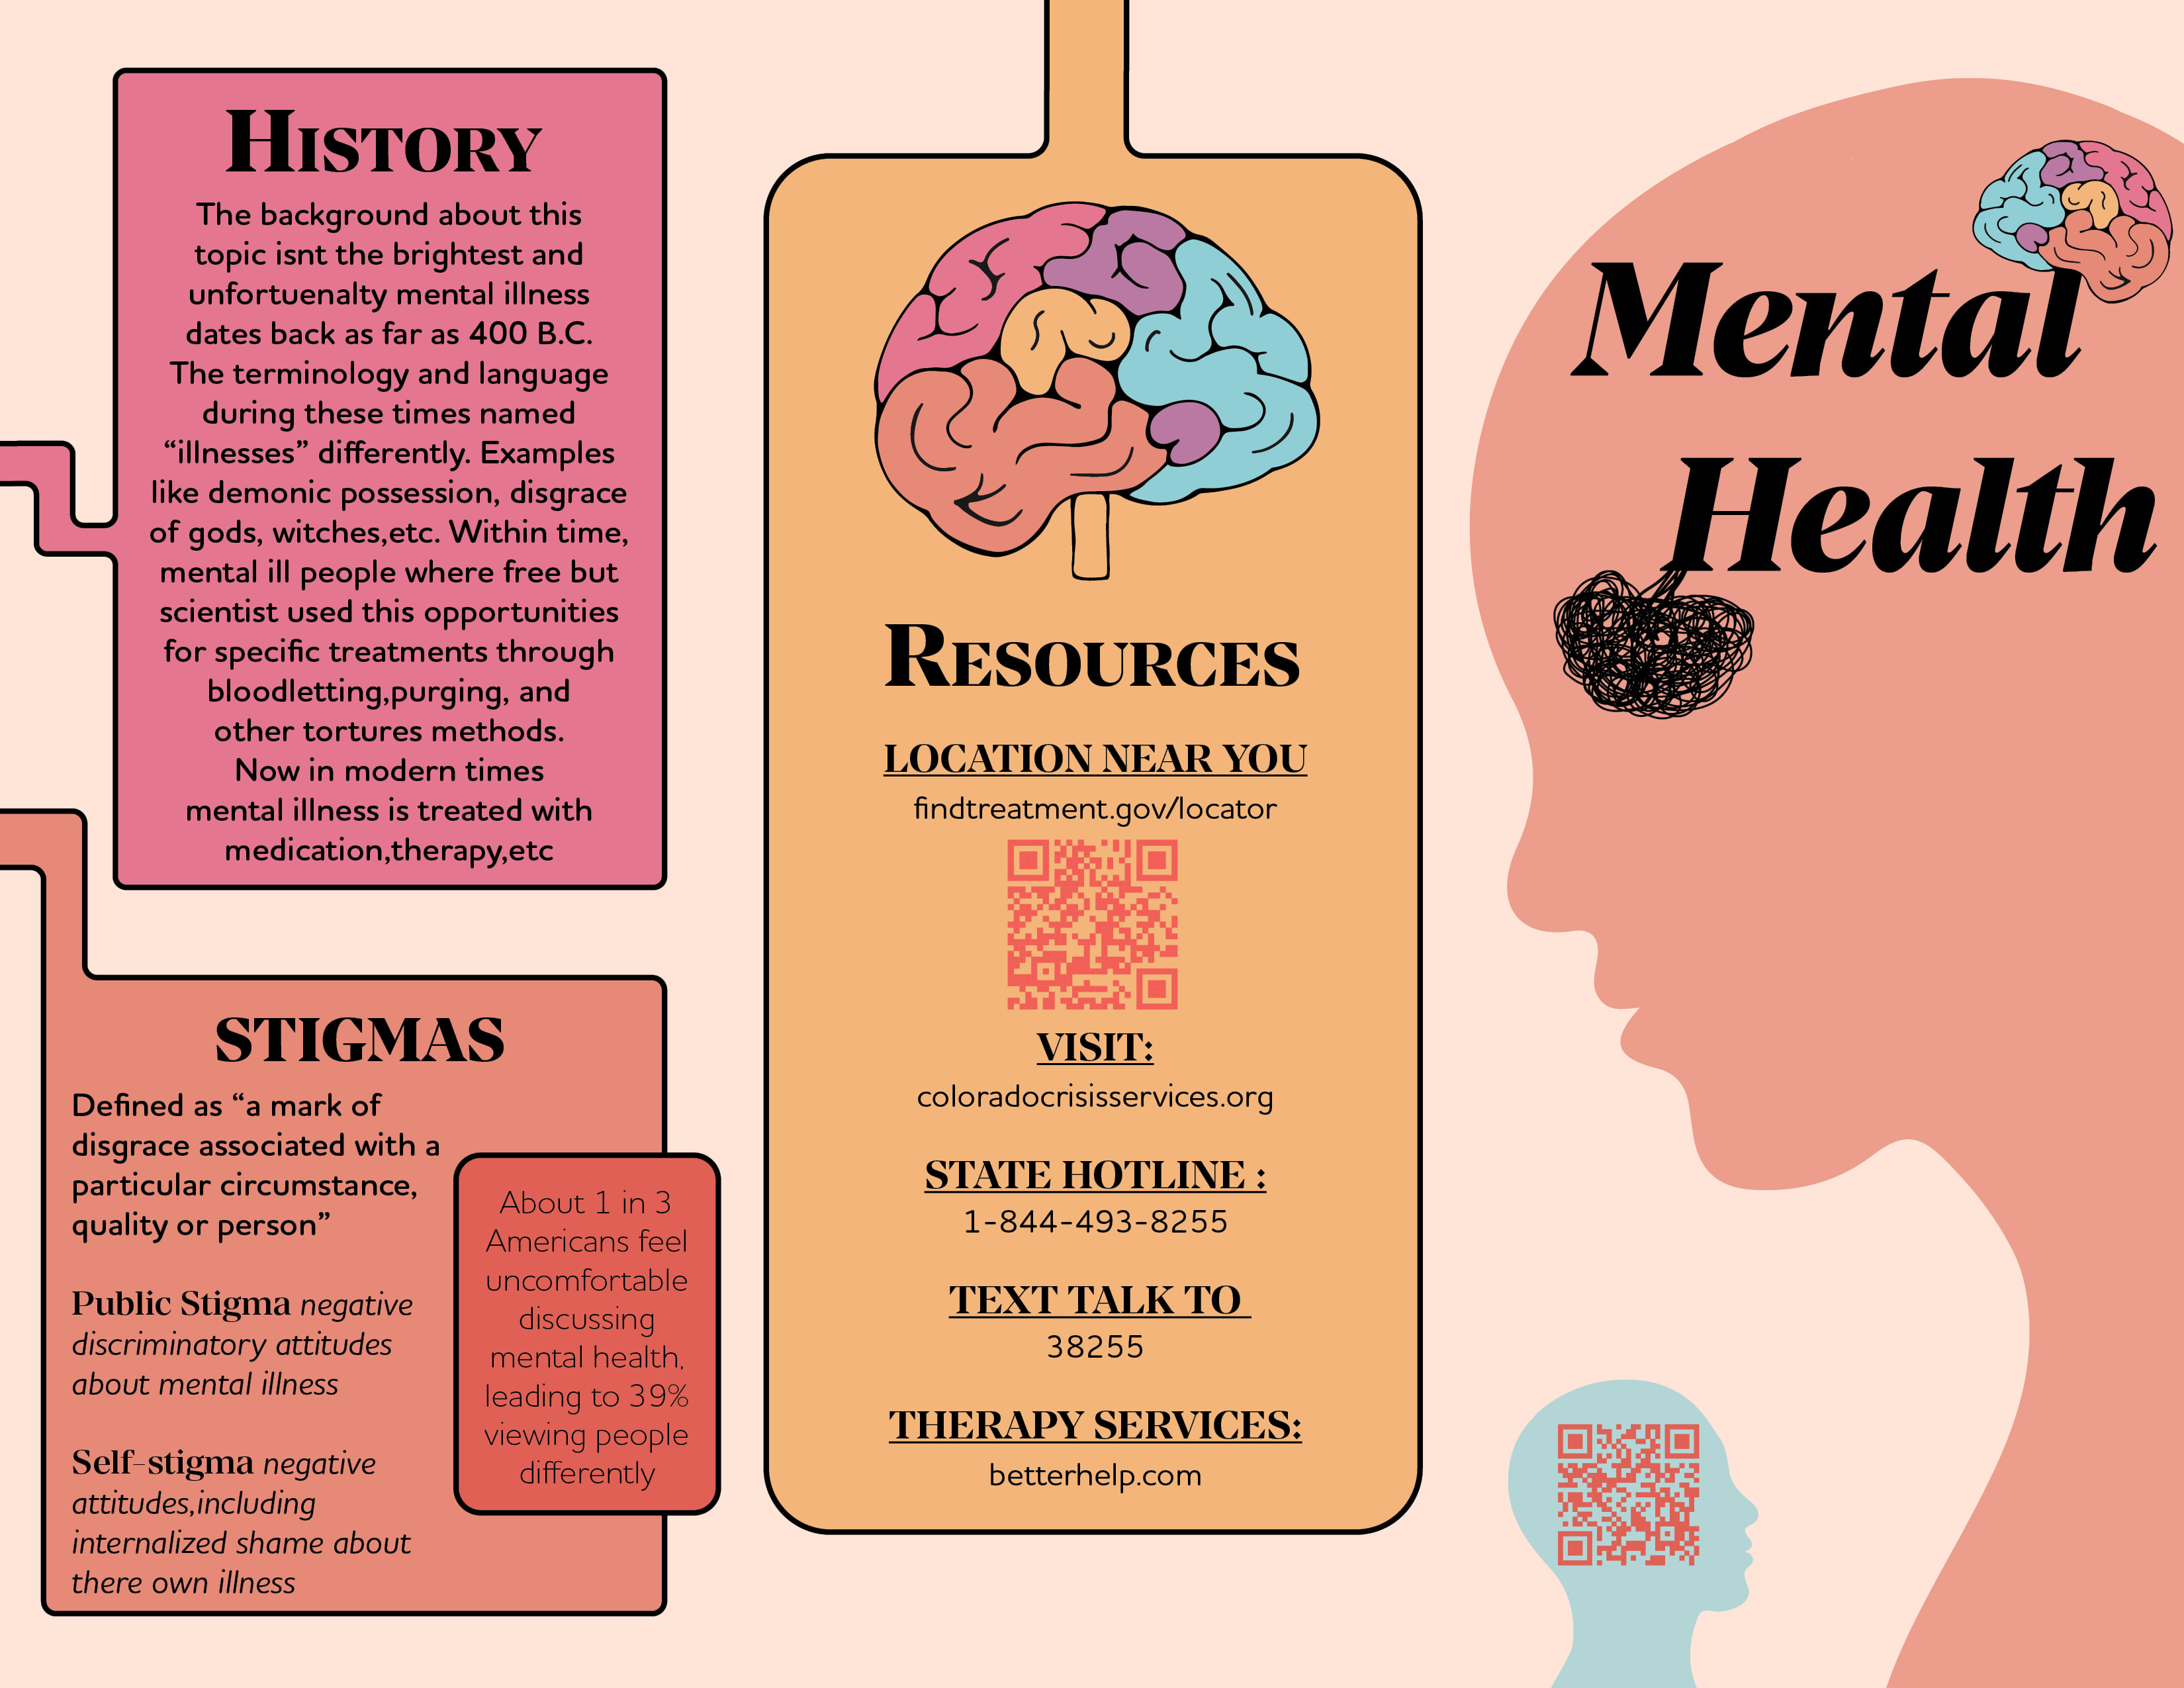 HISTORY
The background about this
topic isnt the brightest and
unfortuenalty mental illness
dates back as far as 400 B.C.
The terminology and language
during these times named
“illnesses” differently. Examples
like demonic possession, disgrace
of gods, witches,etc. Within time,
mental ill people where free but
scientist used this opportunities
for specific treatments through
bloodletting,purging, and
other tortures methods.
Now in modern times
mental illness is treated with
medication,therapy,etc
STIGMAS
Defined as “a mark of
disgrace associated with a
particular circumstance,
quality or person”
Public Stigma negative
discriminatory attitudes
about mental illness
Self-stigma negative
attitudes,including
internalized shame about
there own illness
About 1 in 3
Americans feel
uncomfortable
discussing
mental health,
leading to 39%
viewing people
differently
RESOURCES
LOCATION NEAR YOU
findtreatment.gov/locator
VISIT:
coloradocrisisservices.org
STATE HOTLINE :
1-844-493-8255
TEXT TALK TO
38255
THERAPY SERVICES:
betterhelp.com
Mental
Health